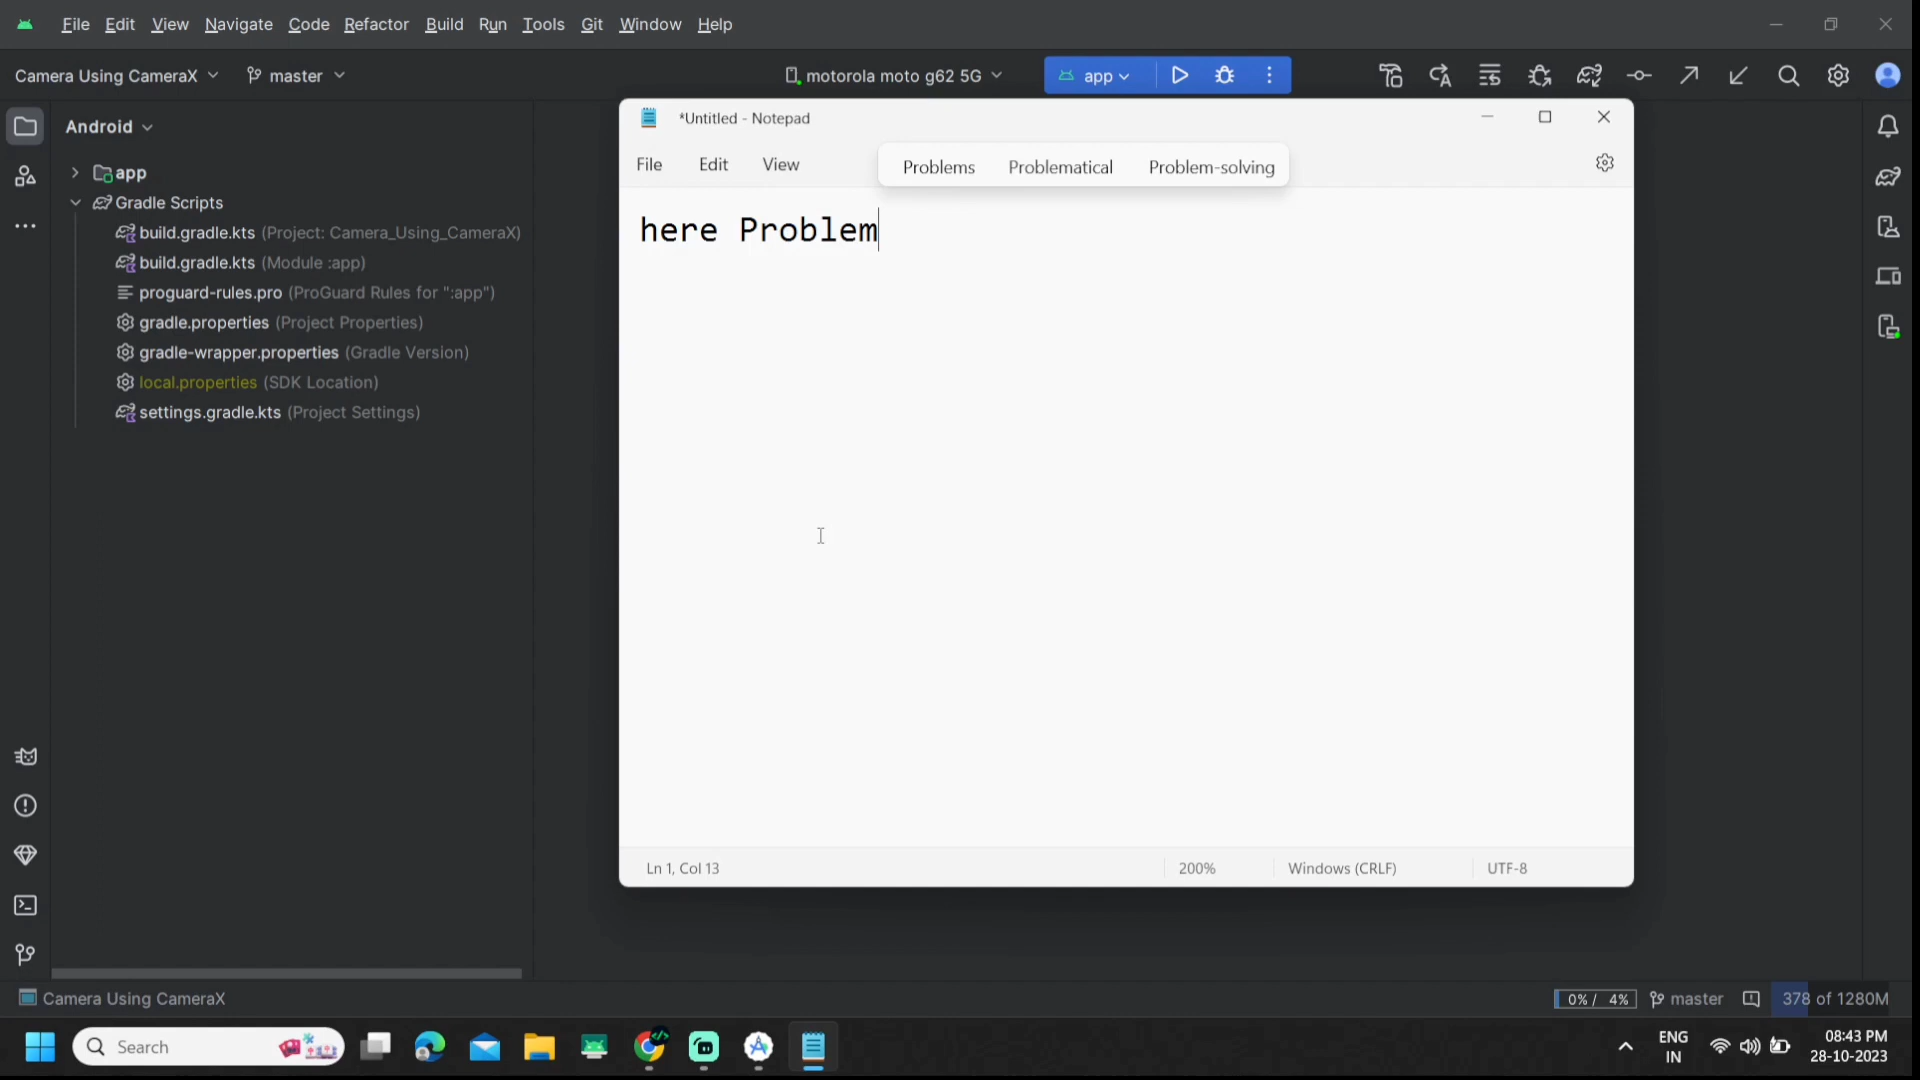 File Edit View Navigate Code Refactor Build Run Tools Git Window Help
Camera Using CameraX master motorola moto g62 5G app
Android
app
Gradle Scripts
build.gradle.kts (Project: Camera_Using_CameraX)
build.gradle.kts (Module :app)
proguard-rules.pro (ProGuard Rules for ":app")
gradle.properties (Project Properties)
gradle-wrapper.properties (Gradle Version)
local.properties (SDK Location)
settings.gradle.kts (Project Settings)
*Untitled - Notepad
File Edit View
Problems Problematical Problem-solving
here Problem
Ln 1, Col 13 200% Windows (CRLF) UTF-8
Camera Using CameraX 0% / 4% master 378 of 1280M
Search
ENG
IN
08:43 PM
28-10-2023